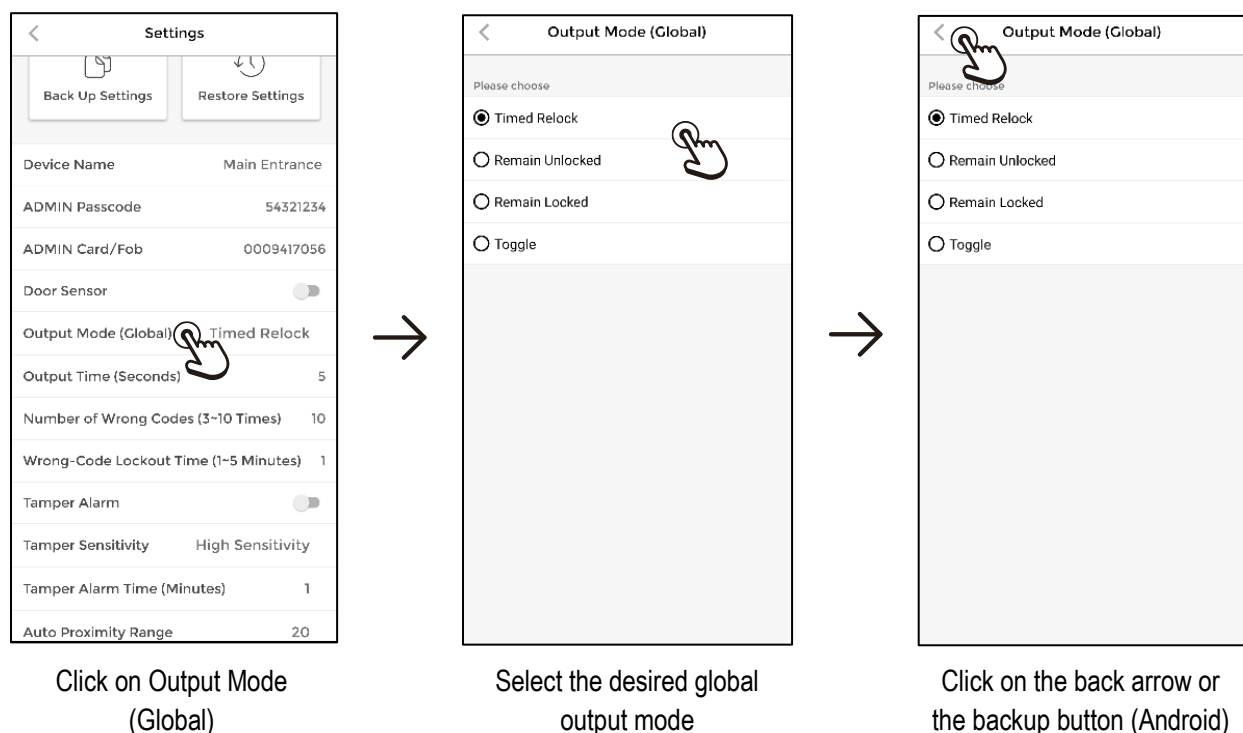 Settings
Back Up Settings
Restore Settings
Device Name
Main Entrance
ADMIN Passcode
54321234
ADMIN Card/Fob
0009417056
Door Sensor
Output Mode (Global)
Timed Relock
Output Time (Seconds)
5
Number of Wrong Codes (3~10 Times)
10
Wrong-Code Lockout Time (1~5 Minutes)
1
Tamper Alarm
Tamper Sensitivity
High Sensitivity
Tamper Alarm Time (Minutes)
1
Auto Proximity Range
20
Click on Output Mode
(Global)
Output Mode (Global)
Please choose
Timed Relock
Remain Unlocked
Remain Locked
Toggle
Select the desired global
output mode
Output Mode (Global)
Please choose
Timed Relock
Remain Unlocked
Remain Locked
Toggle
Click on the back arrow or
the backup button (Android)